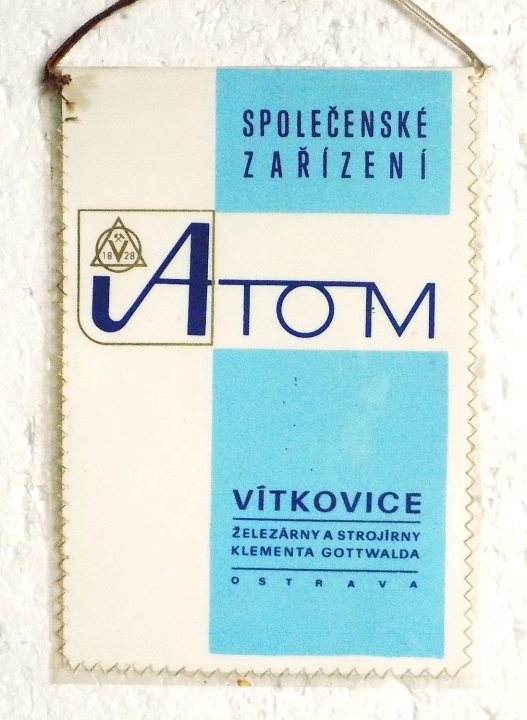 SPOLEČENSKÉ
ZAŘÍZENÍ
18 V 28
ATOM
VÍTKOVICE
ŽELEZÁRNY A STROJÍRNY
KLEMENTA GOTTWALDA
OSTRAVA